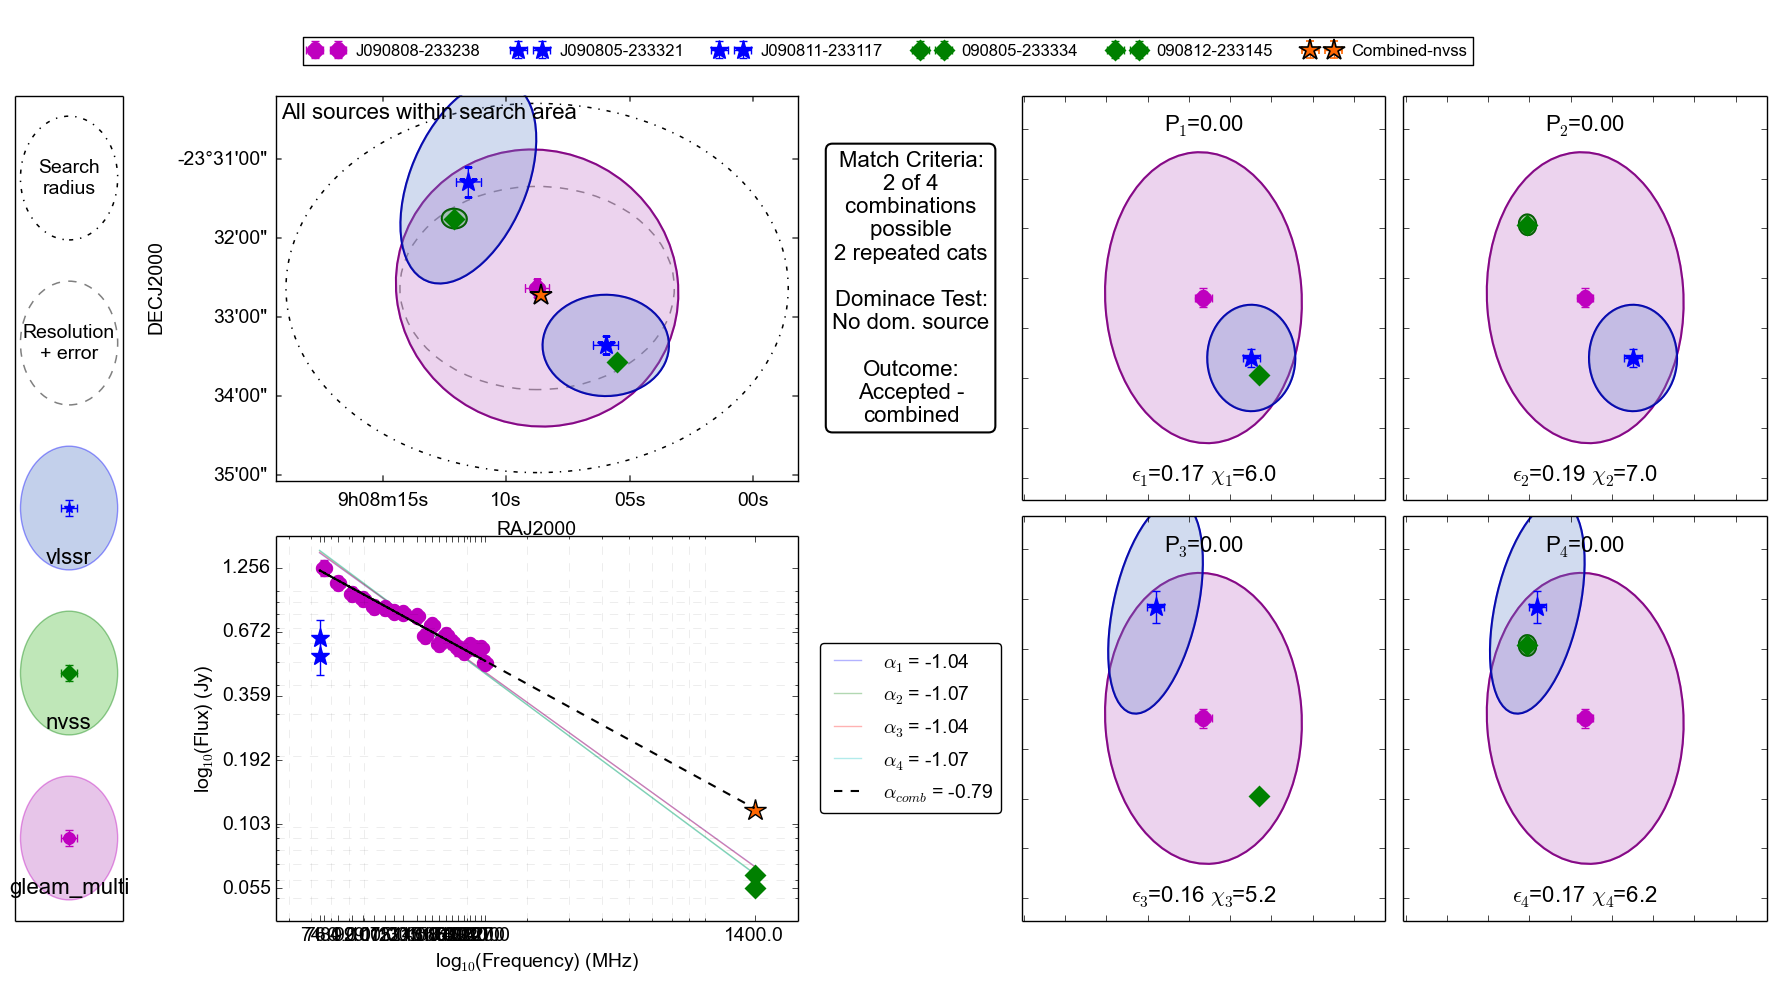 J090808-233238
J090805-233321
J090811-233117
090805-233334
090812-233145
Combined-nvss
Search
radius
Resolution
+ error
vlssr
nvss
gleam_multi
All sources within search area
DECJ2000
-23°31'00"
32'00"
33'00"
34'00"
35'00"
9h08m15s
10s
05s
00s
RAJ2000
Match Criteria:
2 of 4
combinations
possible
2 repeated cats
Dominace Test:
No dom. source
Outcome:
Accepted -
combined
P1=0.00
ϵ1=0.17 χ1=6.0
P2=0.00
ϵ2=0.19 χ2=7.0
P3=0.00
ϵ3=0.16 χ3=5.2
P4=0.00
ϵ4=0.17 χ4=6.2
log10(Flux) (Jy)
1.256
0.672
0.359
0.192
0.103
0.055
1400.0
log10(Frequency) (MHz)
α1 = -1.04
α2 = -1.07
α3 = -1.04
α4 = -1.07
αcomb = -0.79